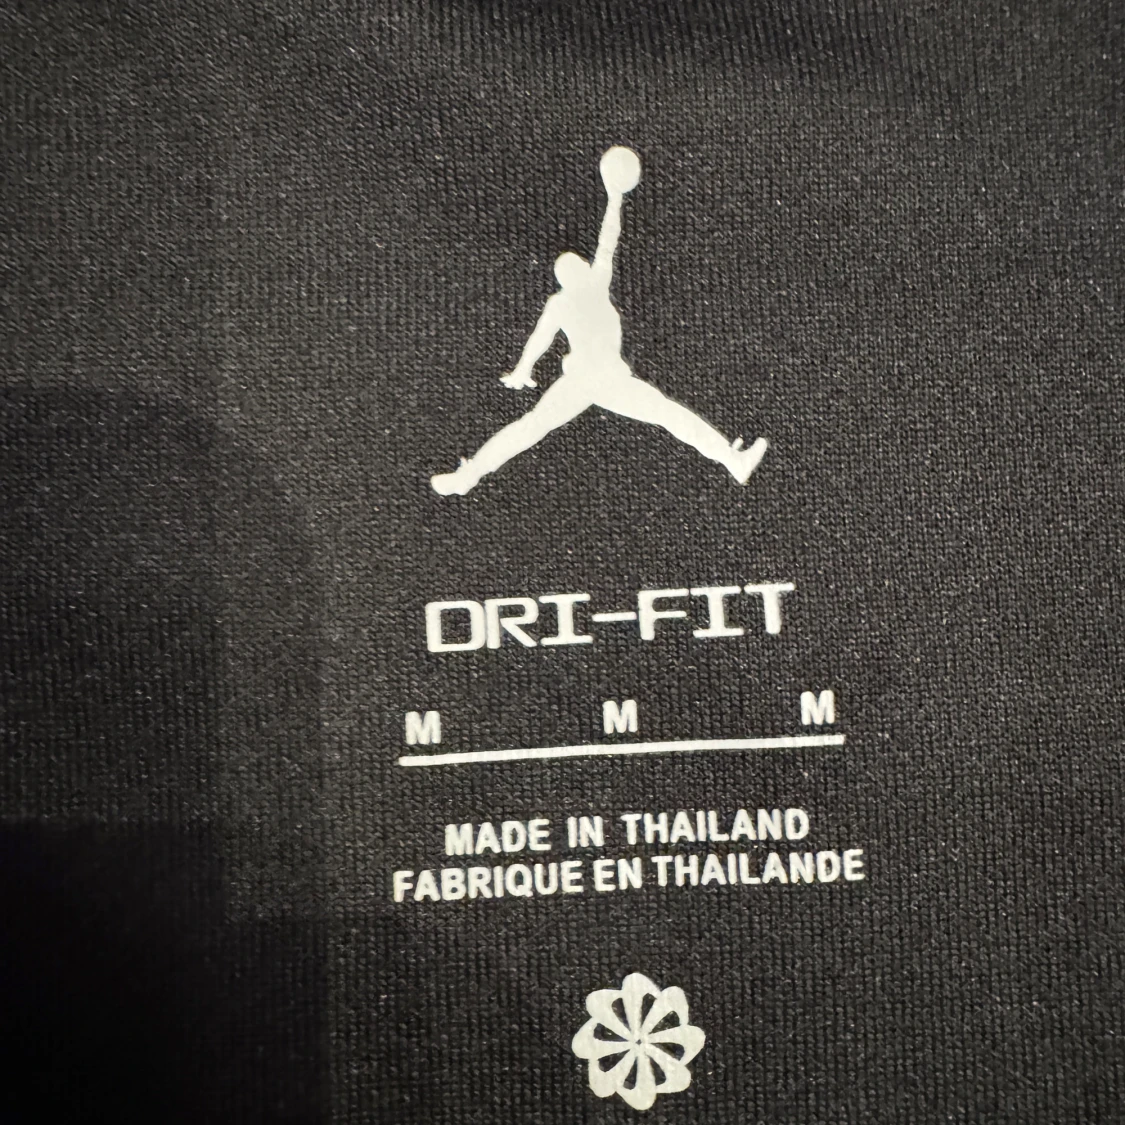 DRI-FIT
M M M
MADE IN THAILAND
FABRIQUE EN THAILANDE